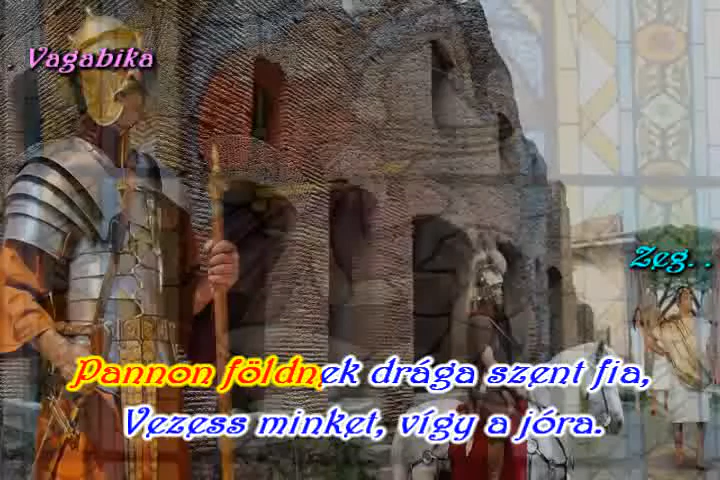 Vagabika
Zeg. .
Pannon földnek drága szent fia,
Vezess minket, vígy a jóra.